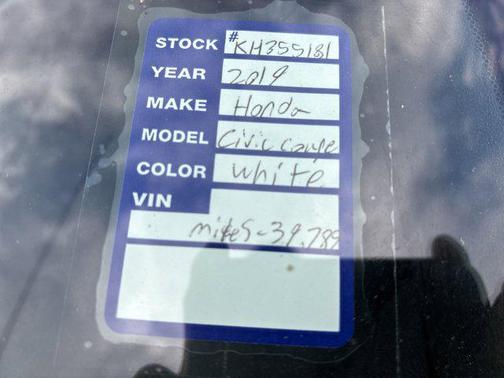 STOCK #KH355181
YEAR 2019
MAKE Honda
MODEL Civic coupe
COLOR white
VIN
miles-39,789